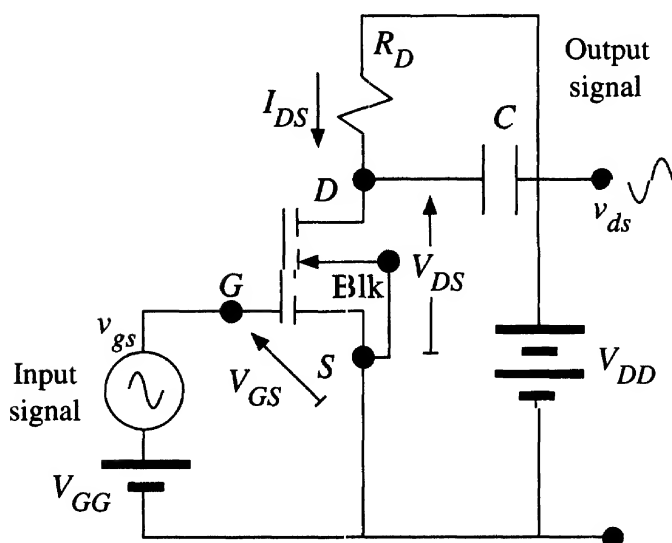 R_D
Output
signal
I_DS
C
D
v_ds
Blk
V_DS
G
v_gs
S
V_GS
V_DD
Input
signal
V_GG